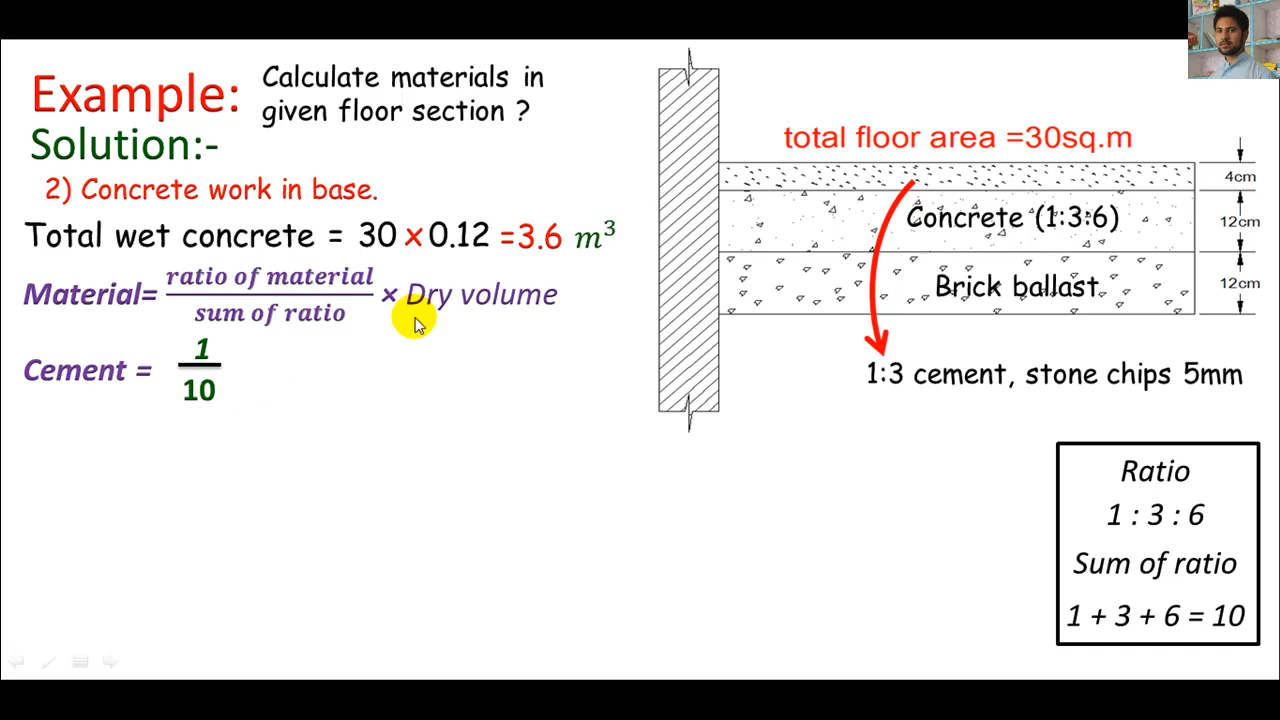 Example:
Calculate materials in
given floor section ?
Solution:-
2) Concrete work in base.
Total wet concrete = 30 × 0.12 =3.6 m³
Material= ratio of material / sum of ratio × Dry volume
Cement = 1 / 10
total floor area =30sq.m
4cm
Concrete (1:3:6)
12cm
Brick ballast.
12cm
1:3 cement, stone chips 5mm
Ratio
1 : 3 : 6
Sum of ratio
1 + 3 + 6 = 10